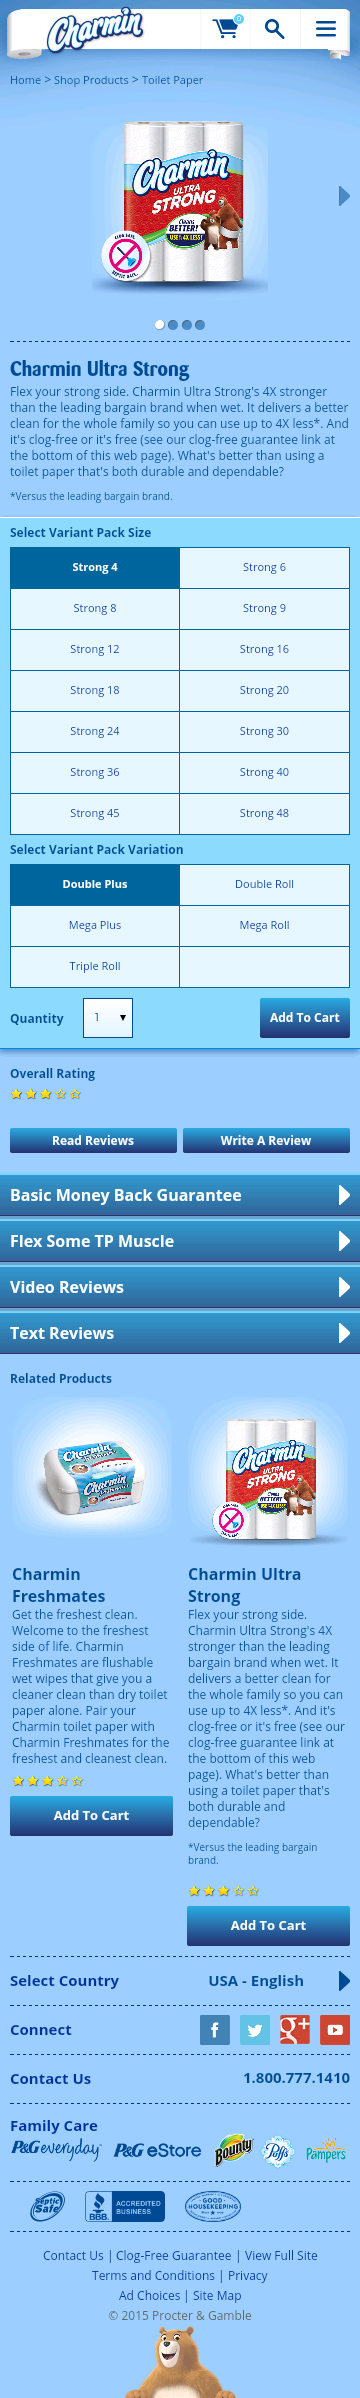 Charmin
0
Home > Shop Products > Toilet Paper
Charmin
ULTRA
STRONG
Cleans
BETTER!
USE UP TO 4X LESS!
CLOG SAFE
SEPTIC SAFE
Charmin Ultra Strong
Flex your strong side. Charmin Ultra Strong's 4X stronger
than the leading bargain brand when wet. It delivers a better
clean for the whole family so you can use up to 4X less*. And
it's clog-free or it's free (see our clog-free guarantee link at
the bottom of this web page). What's better than using a
toilet paper that's both durable and dependable?
*Versus the leading bargain brand.
Select Variant Pack Size
Strong 4
Strong 6
Strong 8
Strong 9
Strong 12
Strong 16
Strong 18
Strong 20
Strong 24
Strong 30
Strong 36
Strong 40
Strong 45
Strong 48
Select Variant Pack Variation
Double Plus
Double Roll
Mega Plus
Mega Roll
Triple Roll
Quantity
1
Add To Cart
Overall Rating
Read Reviews
Write A Review
Basic Money Back Guarantee
Flex Some TP Muscle
Video Reviews
Text Reviews
Related Products
Charmin
Charmin
Charmin
Freshmates
Get the freshest clean.
Welcome to the freshest
side of life. Charmin
Freshmates are flushable
wet wipes that give you a
cleaner clean than dry toilet
paper alone. Pair your
Charmin toilet paper with
Charmin Freshmates for the
freshest and cleanest clean.
Add To Cart
Charmin
ULTRA
STRONG
BETTER!
Charmin Ultra
Strong
Flex your strong side.
Charmin Ultra Strong's 4X
stronger than the leading
bargain brand when wet. It
delivers a better clean for
the whole family so you can
use up to 4X less*. And it's
clog-free or it's free (see our
clog-free guarantee link at
the bottom of this web
page). What's better than
using a toilet paper that's
both durable and
dependable?
*Versus the leading bargain
brand.
Add To Cart
Select Country
USA - English
Connect
f
g+
Contact Us
1.800.777.1410
Family Care
P&G everyday
P&G eStore
Bounty
Puffs
Pampers
Septic
Safe
BBB.
ACCREDITED
BUSINESS
GOOD
HOUSEKEEPING
Contact Us | Clog-Free Guarantee | View Full Site
Terms and Conditions | Privacy
Ad Choices | Site Map
© 2015 Procter & Gamble